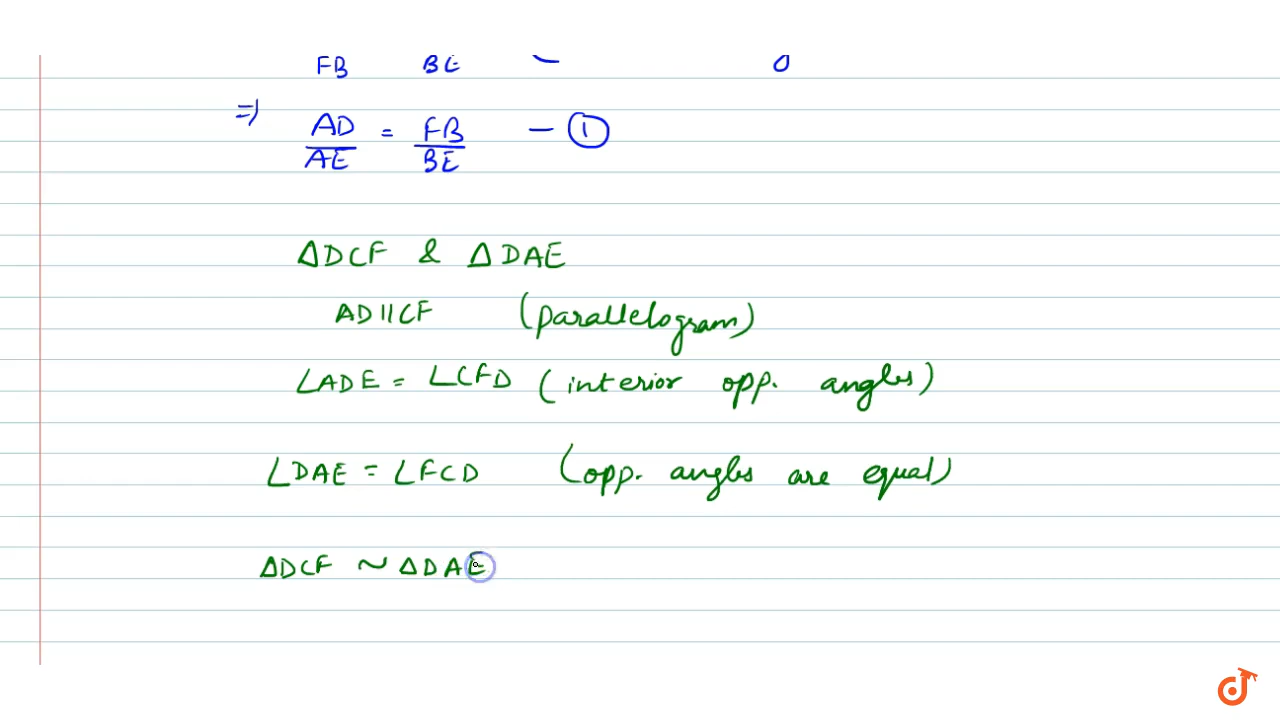 FB BE
=) AD/AE = FB/BE - ①
ΔDCF & ΔDAE
AD||CF (parallelogram)
∠ADE = ∠CFD (interior opp. angles)
∠DAE = ∠FCD (opp. angles are equal)
ΔDCF ~ ΔDAE